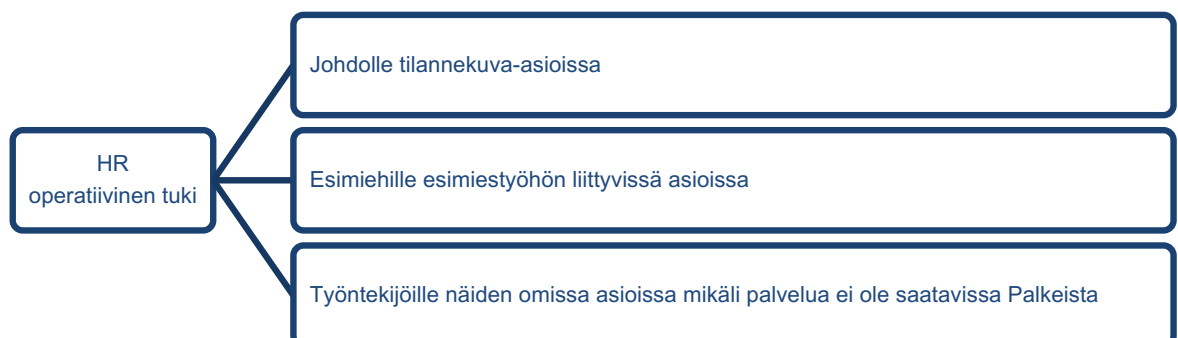 Johdolle tilannekuva-asioissa
HR
operatiivinen tuki
Esimiehille esimiestyöhön liittyvissä asioissa
Työntekijöille näiden omissa asioissa mikäli palvelua ei ole saatavissa Palkeista